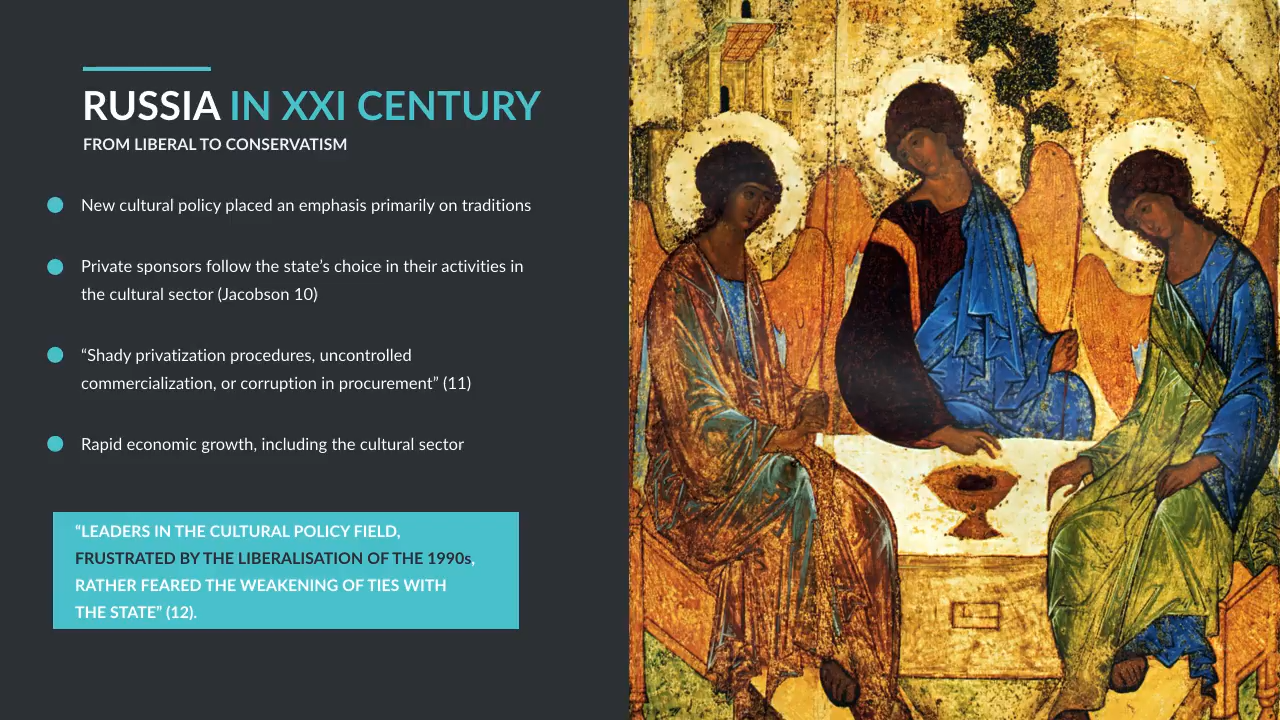 RUSSIA IN XXI CENTURY
FROM LIBERAL TO CONSERVATISM
New cultural policy placed an emphasis primarily on traditions
Private sponsors follow the state’s choice in their activities in
the cultural sector (Jacobson 10)
“Shady privatization procedures, uncontrolled
commercialization, or corruption in procurement” (11)
Rapid economic growth, including the cultural sector
“LEADERS IN THE CULTURAL POLICY FIELD,
FRUSTRATED BY THE LIBERALISATION OF THE 1990s,
RATHER FEARED THE WEAKENING OF TIES WITH
THE STATE” (12).